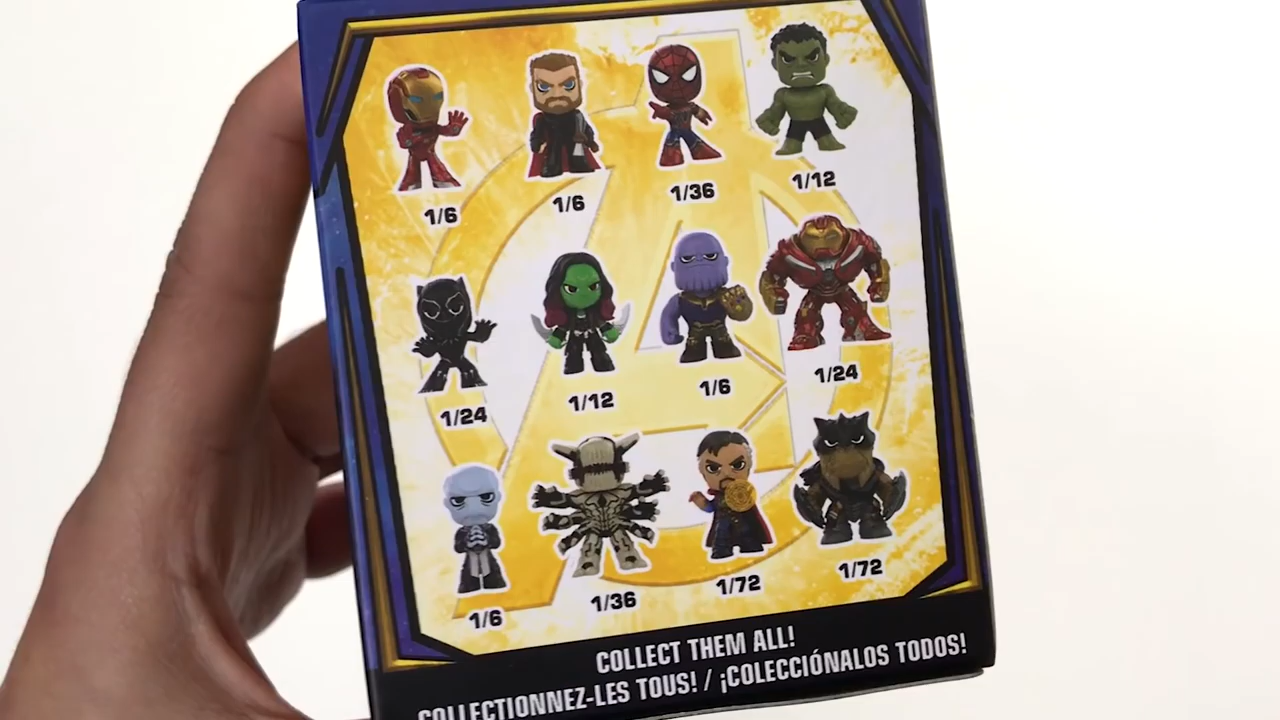 1/6 1/6 1/36 1/12
1/24 1/12 1/6 1/24
1/6 1/36 1/72 1/72
COLLECT THEM ALL!
COLLECTIONNEZ-LES TOUS! / ¡COLECCIÓNALOS TODOS!